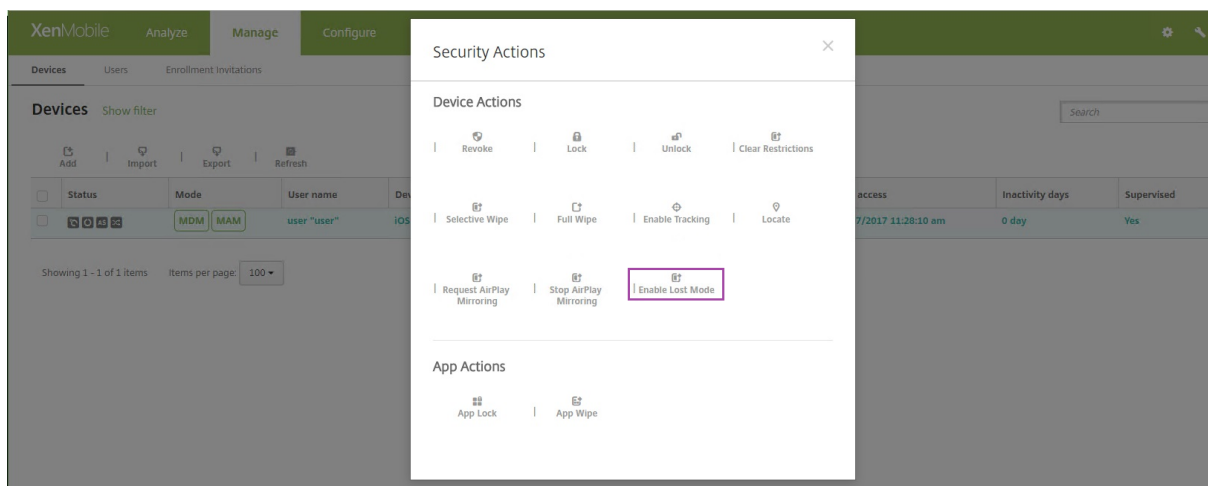 XenMobile Analyze Manage Configure
Security Actions
Devices Users Enrollment Invitations
Devices Show filter
Search
Device Actions
Revoke Lock Unlock Clear Restrictions
Add Import Export Refresh
Status Mode User name Dev access Inactivity days Supervised
MDM MAM user "user" iOS 7/2017 11:28:10 am 0 day Yes
Selective Wipe Full Wipe Enable Tracking Locate
Showing 1 - 1 of 1 items Items per page: 100
Request AirPlay Mirroring Stop AirPlay Mirroring Enable Lost Mode
App Actions
App Lock App Wipe